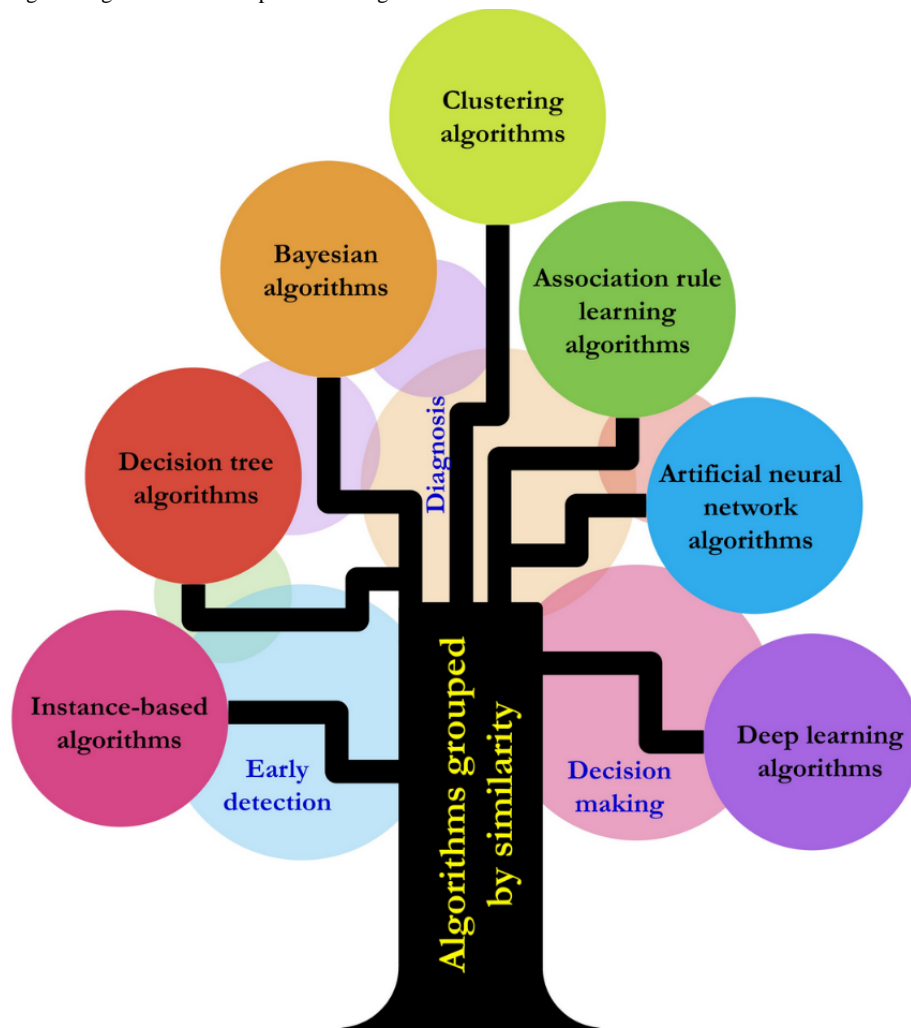 Clustering
algorithms
Bayesian
algorithms
Association rule
learning
algorithms
Decision tree
algorithms
Diagnosis
Artificial neural
network
algorithms
Instance-based
algorithms
Early
detection
Algorithms grouped
by similarity
Decision
making
Deep learning
algorithms